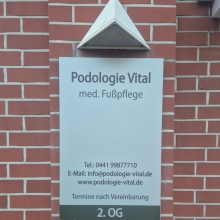 Podologie Vital
med. Fußpflege
Tel.: 0441 99877710
E-Mail: info@podologie-vital.de
www.podologie-vital.de
Termine nach Vereinbarung
2. OG